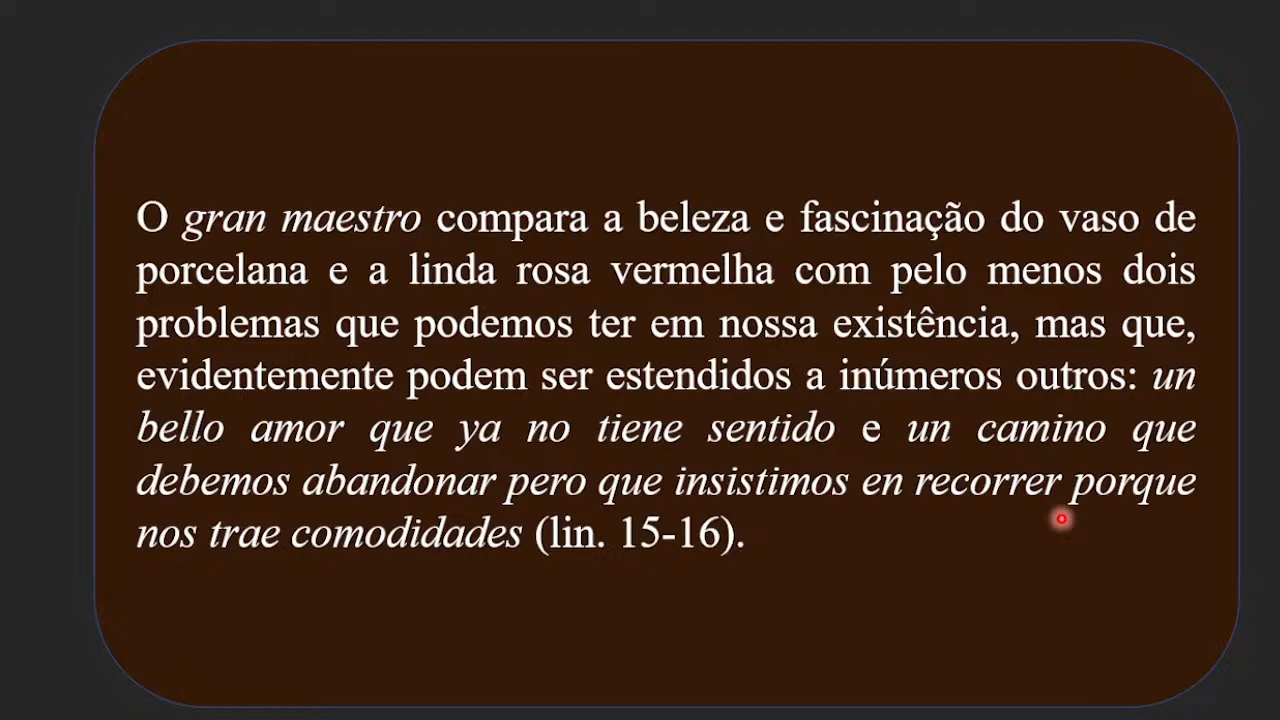 O gran maestro compara a beleza e fascinação do vaso de
porcelana e a linda rosa vermelha com pelo menos dois
problemas que podemos ter em nossa existência, mas que,
evidentemente podem ser estendidos a inúmeros outros: un
bello amor que ya no tiene sentido e un camino que
debemos abandonar pero que insistimos en recorrer porque
nos trae comodidades (lin. 15-16).